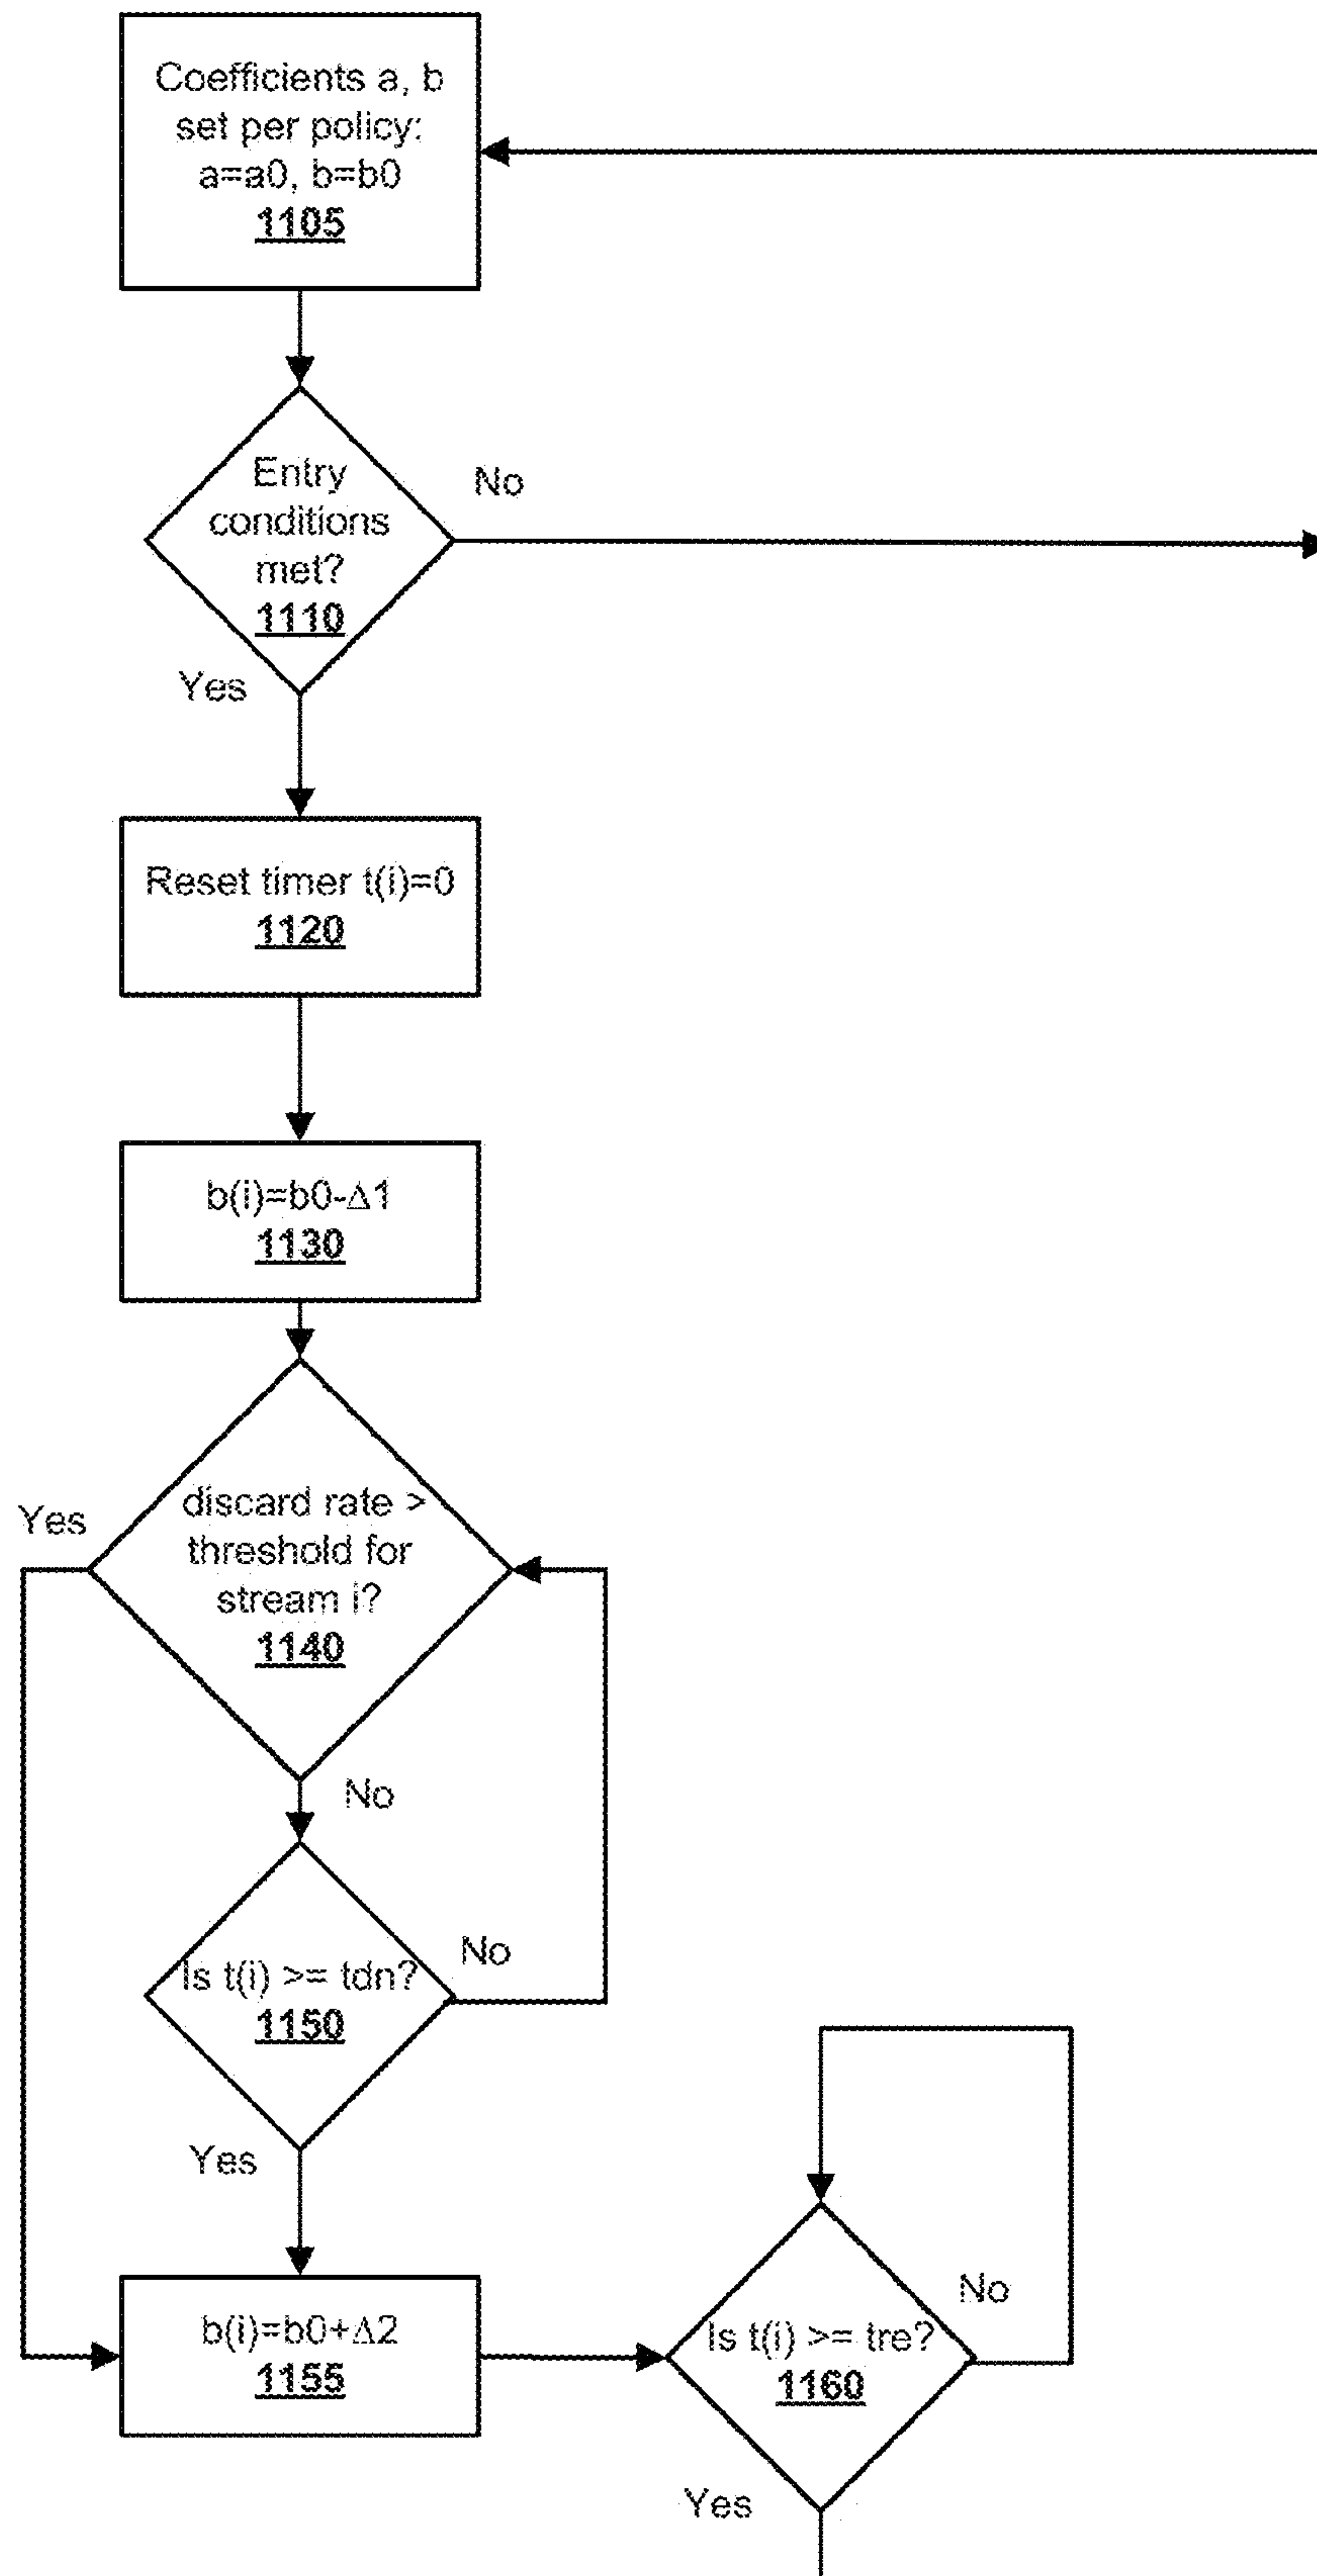 Coefficients a, b
set per policy:
a=a0, b=b0
1105
Entry
conditions
met?
1110
No
Yes
Reset timer t(i)=0
1120
b(i)=b0-Δ1
1130
discard rate >
threshold for
stream i?
1140
Yes
No
Is t(i) >= tdn?
1150
No
Yes
b(i)=b0+Δ2
1155
Is t(i) >= tre?
1160
No
Yes